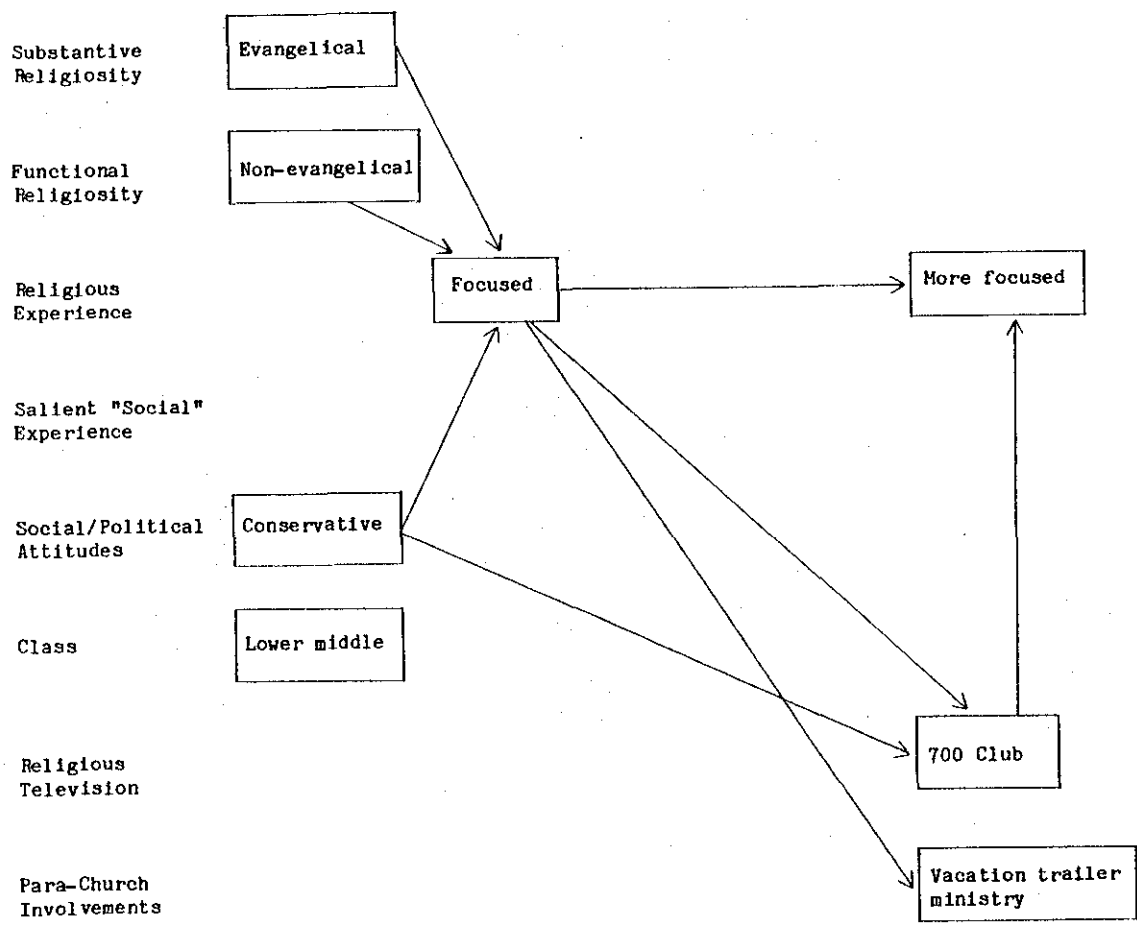 Substantive
Religiosity
Evangelical
Functional
Religiosity
Non-evangelical
Religious
Experience
Focused
More focused
Salient "Social"
Experience
Social/Political
Attitudes
Conservative
Class
Lower middle
Religious
Television
700 Club
Para-Church
Involvements
Vacation trailer
ministry